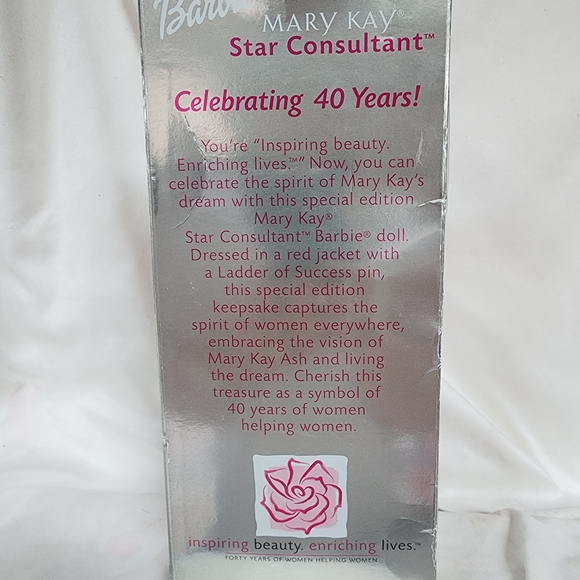 Barbie MARY KAY®
Star Consultant™
Celebrating 40 Years!
You're "Inspiring beauty.
Enriching lives.™" Now, you can
celebrate the spirit of Mary Kay's
dream with this special edition
Mary Kay®
Star Consultant™ Barbie® doll.
Dressed in a red jacket with
a Ladder of Success pin,
this special edition
keepsake captures the
spirit of women everywhere,
embracing the vision of
Mary Kay Ash and living
the dream. Cherish this
treasure as a symbol of
40 years of women
helping women.
inspiring beauty. enriching lives.™
FORTY YEARS OF WOMEN HELPING WOMEN